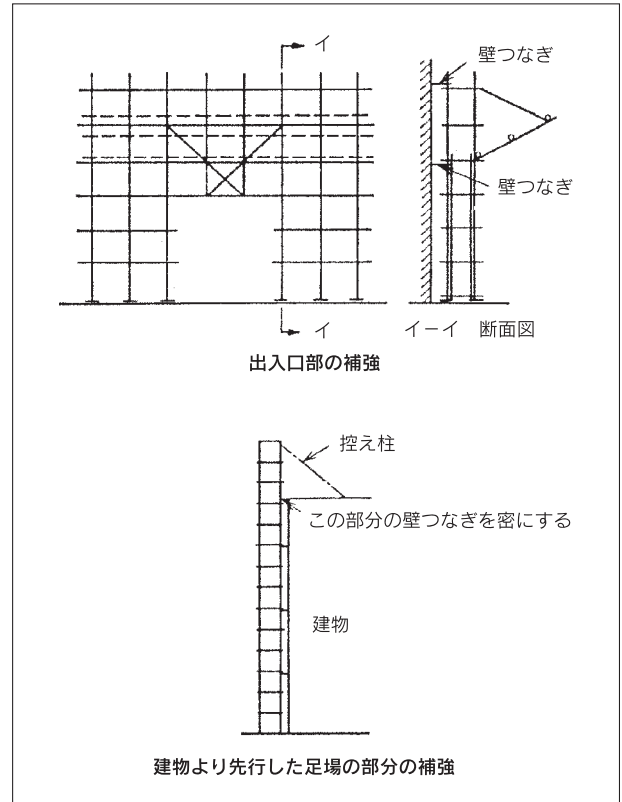 イ
壁つなぎ
壁つなぎ
イ
イーイ 断面図
出入口部の補強
控え柱
この部分の壁つなぎを密にする
建物
建物より先行した足場の部分の補強